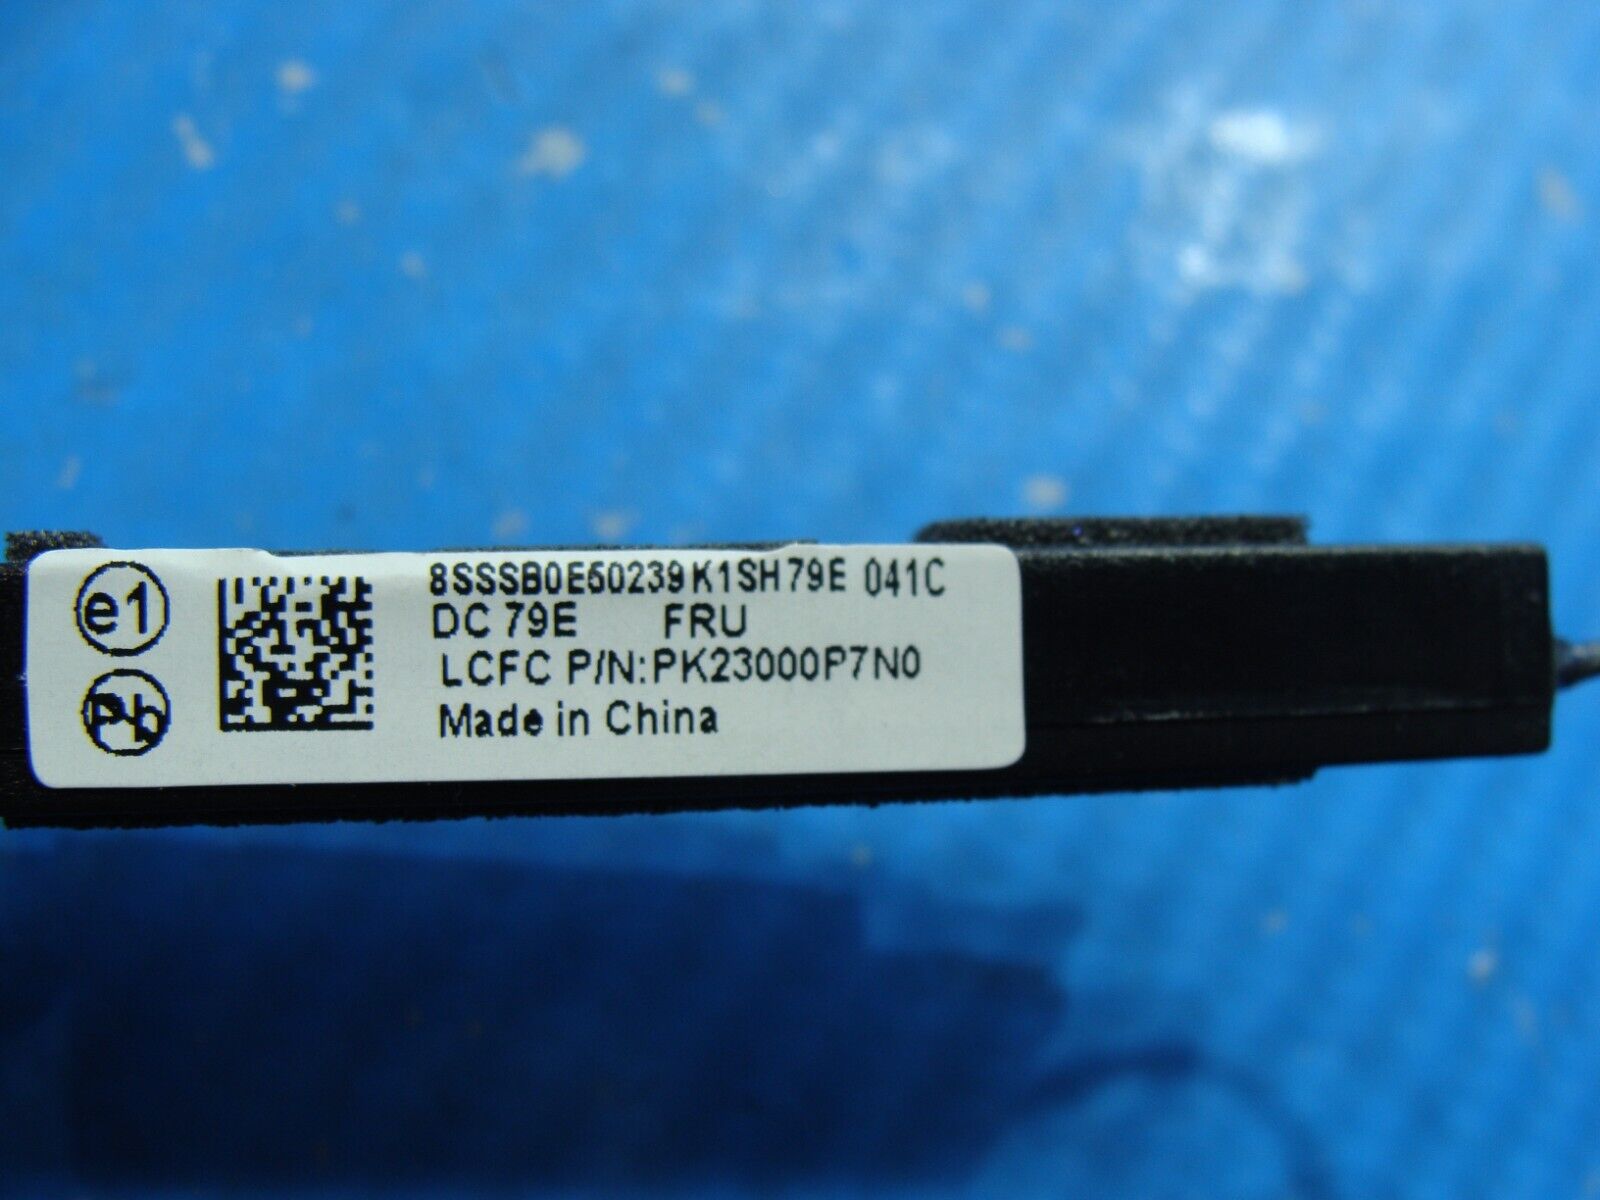 8SSSB0E50239K1SH79E 041C
DC 79E FRU
LCFC P/N:PK23000P7N0
Made in China
e1
Pb